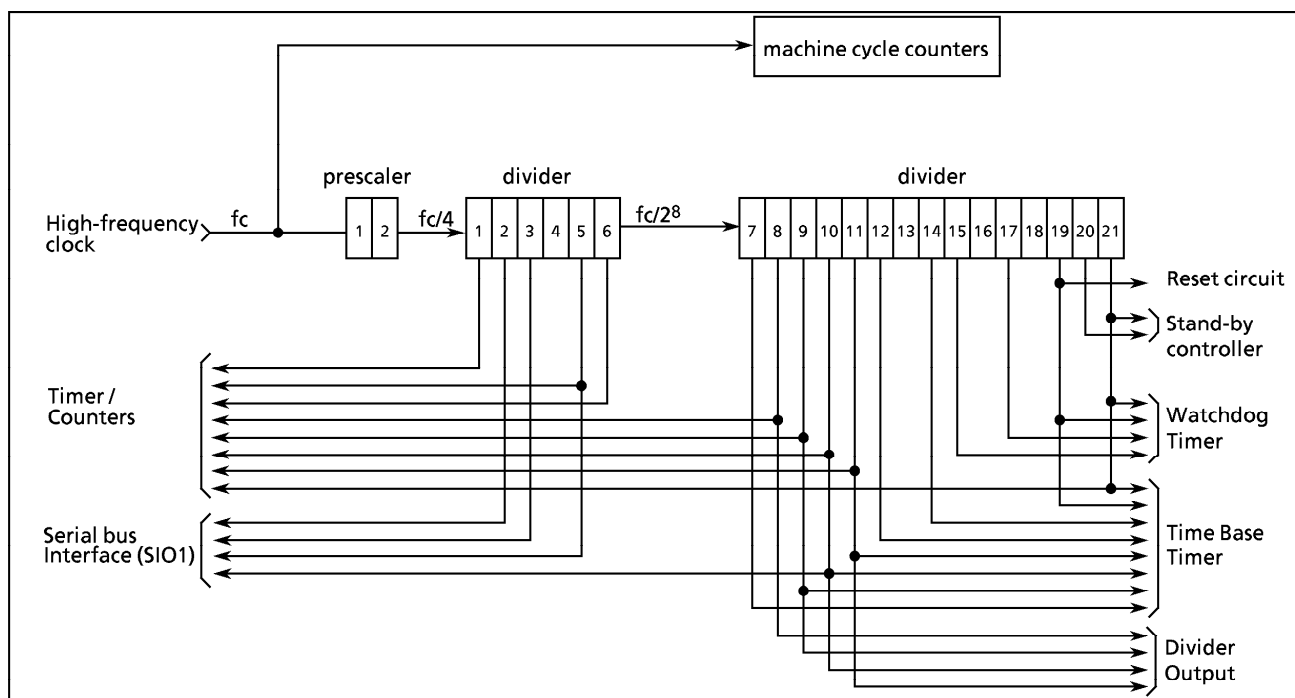 machine cycle counters
prescaler
divider
divider
High-frequency
clock
fc
1 2
fc/4
1 2 3 4 5 6
fc/2⁸
7 8 9 10 11 12 13 14 15 16 17 18 19 20 21
Reset circuit
Stand-by
controller
Timer /
Counters
Watchdog
Timer
Serial bus
Interface (SIO1)
Time Base
Timer
Divider
Output